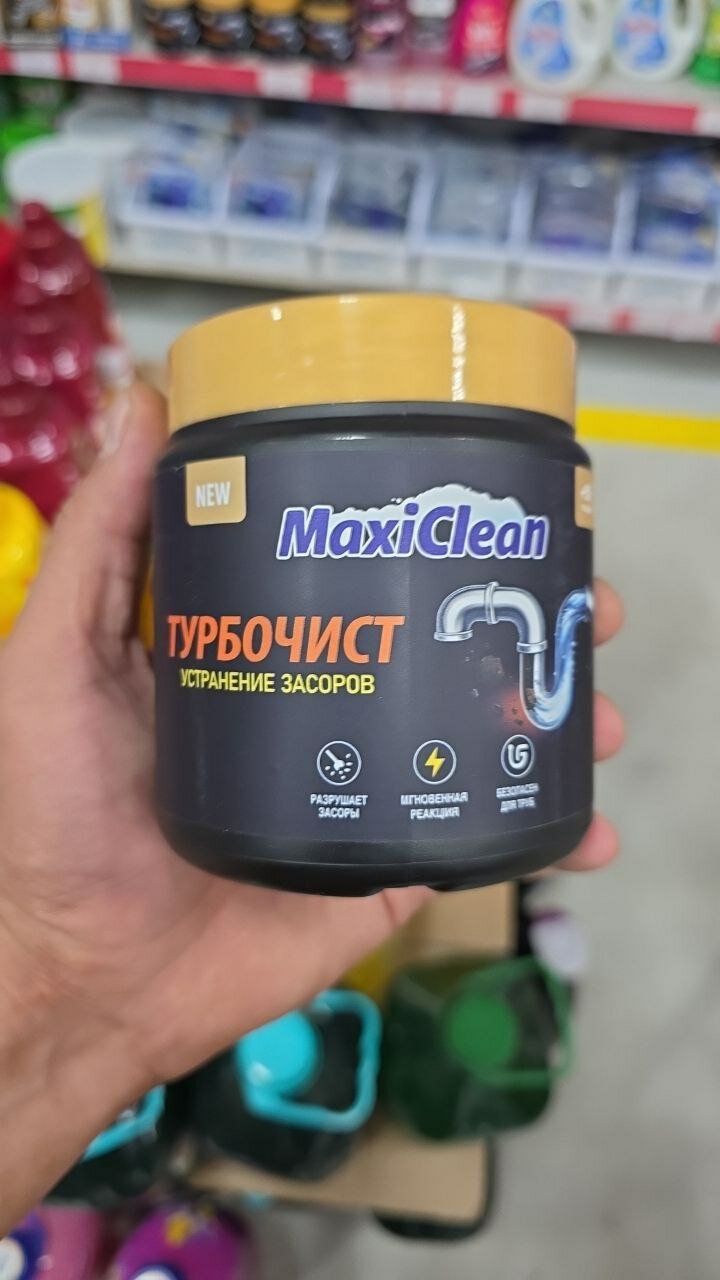 NEW
MaxiClean
ТУРБОЧИСТ
УСТРАНЕНИЕ ЗАСОРОВ
РАЗРУШАЕТ
ЗАСОРЫ
МГНОВЕННАЯ
РЕАКЦИЯ
БЕЗОПАСЕН
ДЛЯ ТРУБ